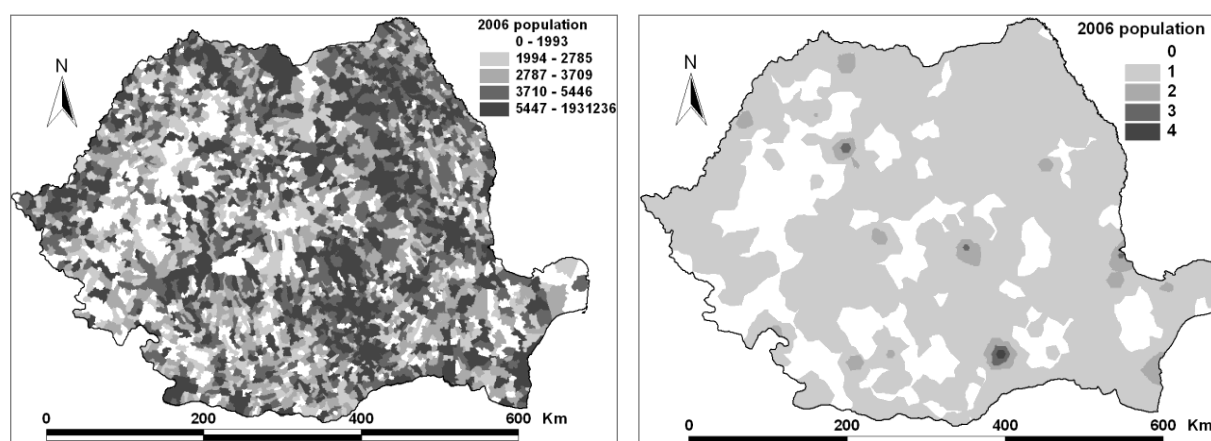 2006 population
0 - 1993
1994 - 2785
2787 - 3709
3710 - 5446
5447 - 1931236
N
0 200 400 600 Km
2006 population
0
1
2
3
4
N
0 200 400 600 Km